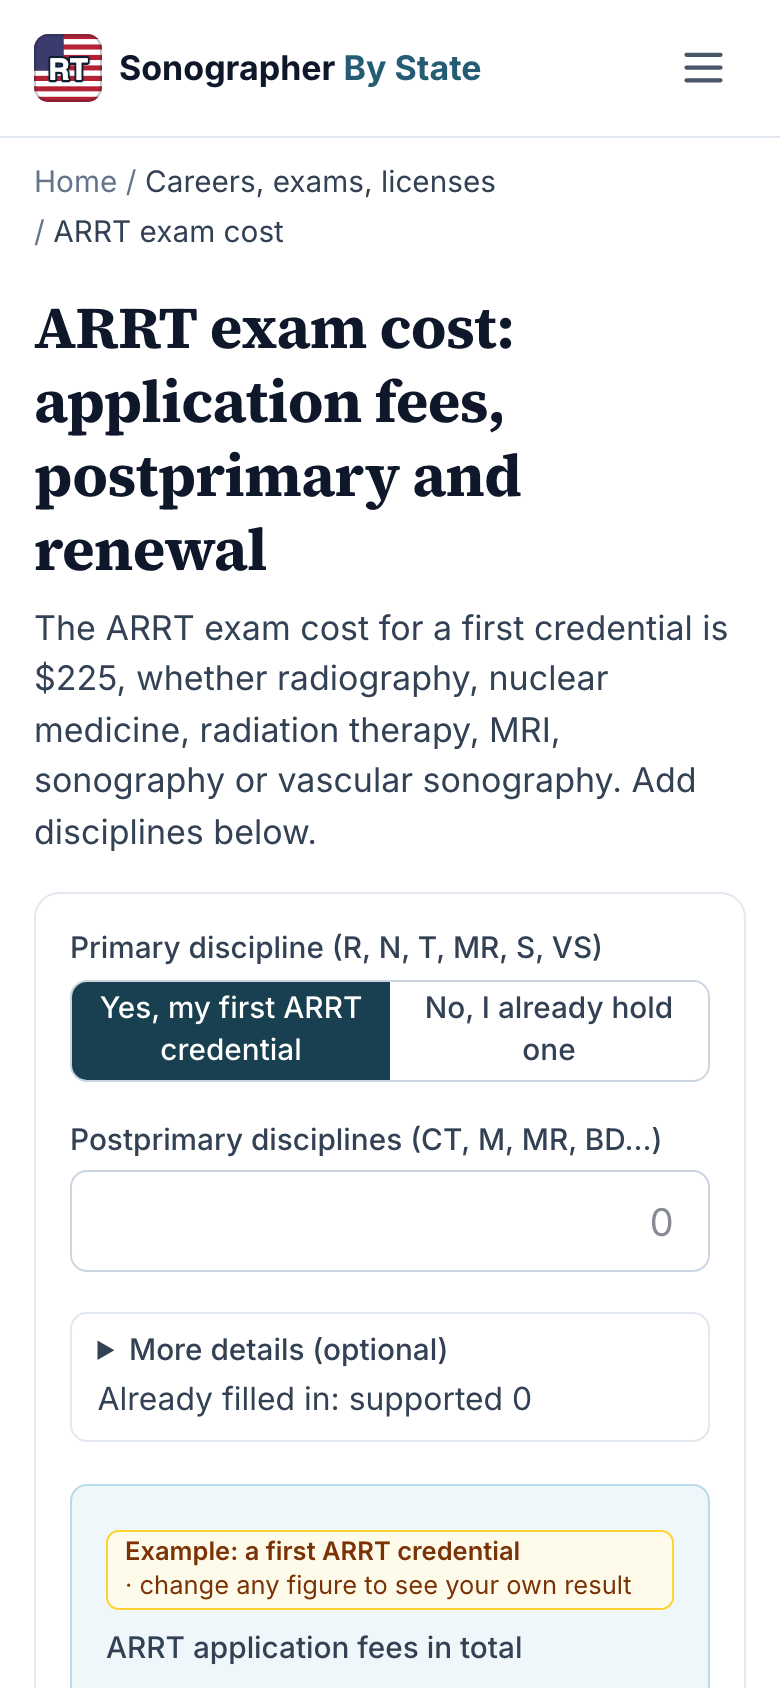 RT
Sonographer By State
Home / Careers, exams, licenses
/ ARRT exam cost
ARRT exam cost:
application fees,
postprimary and
renewal
The ARRT exam cost for a first credential is
$225, whether radiography, nuclear
medicine, radiation therapy, MRI,
sonography or vascular sonography. Add
disciplines below.
Primary discipline (R, N, T, MR, S, VS)
Yes, my first ARRT
credential
No, I already hold
one
Postprimary disciplines (CT, M, MR, BD…)
0
▶ More details (optional)
Already filled in: supported 0
Example: a first ARRT credential
· change any figure to see your own result
ARRT application fees in total